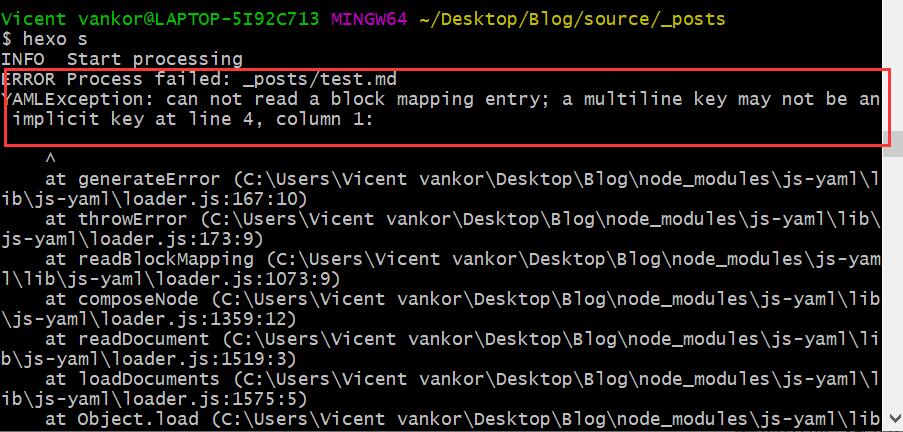 Vicent vankor@LAPTOP-5I92C713 MINGW64 ~/Desktop/Blog/source/_posts
$ hexo s
INFO  Start processing
ERROR Process failed: _posts/test.md
YAMLException: can not read a block mapping entry; a multiline key may not be an
 implicit key at line 4, column 1:

    ^
    at generateError (C:\Users\Vicent vankor\Desktop\Blog\node_modules\js-yaml\l
ib\js-yaml\loader.js:167:10)
    at throwError (C:\Users\Vicent vankor\Desktop\Blog\node_modules\js-yaml\lib\
js-yaml\loader.js:173:9)
    at readBlockMapping (C:\Users\Vicent vankor\Desktop\Blog\node_modules\js-yam
l\lib\js-yaml\loader.js:1073:9)
    at composeNode (C:\Users\Vicent vankor\Desktop\Blog\node_modules\js-yaml\lib
\js-yaml\loader.js:1359:12)
    at readDocument (C:\Users\Vicent vankor\Desktop\Blog\node_modules\js-yaml\li
b\js-yaml\loader.js:1519:3)
    at loadDocuments (C:\Users\Vicent vankor\Desktop\Blog\node_modules\js-yaml\l
ib\js-yaml\loader.js:1575:5)
    at Object.load (C:\Users\Vicent vankor\Desktop\Blog\node_modules\js-yaml\lib